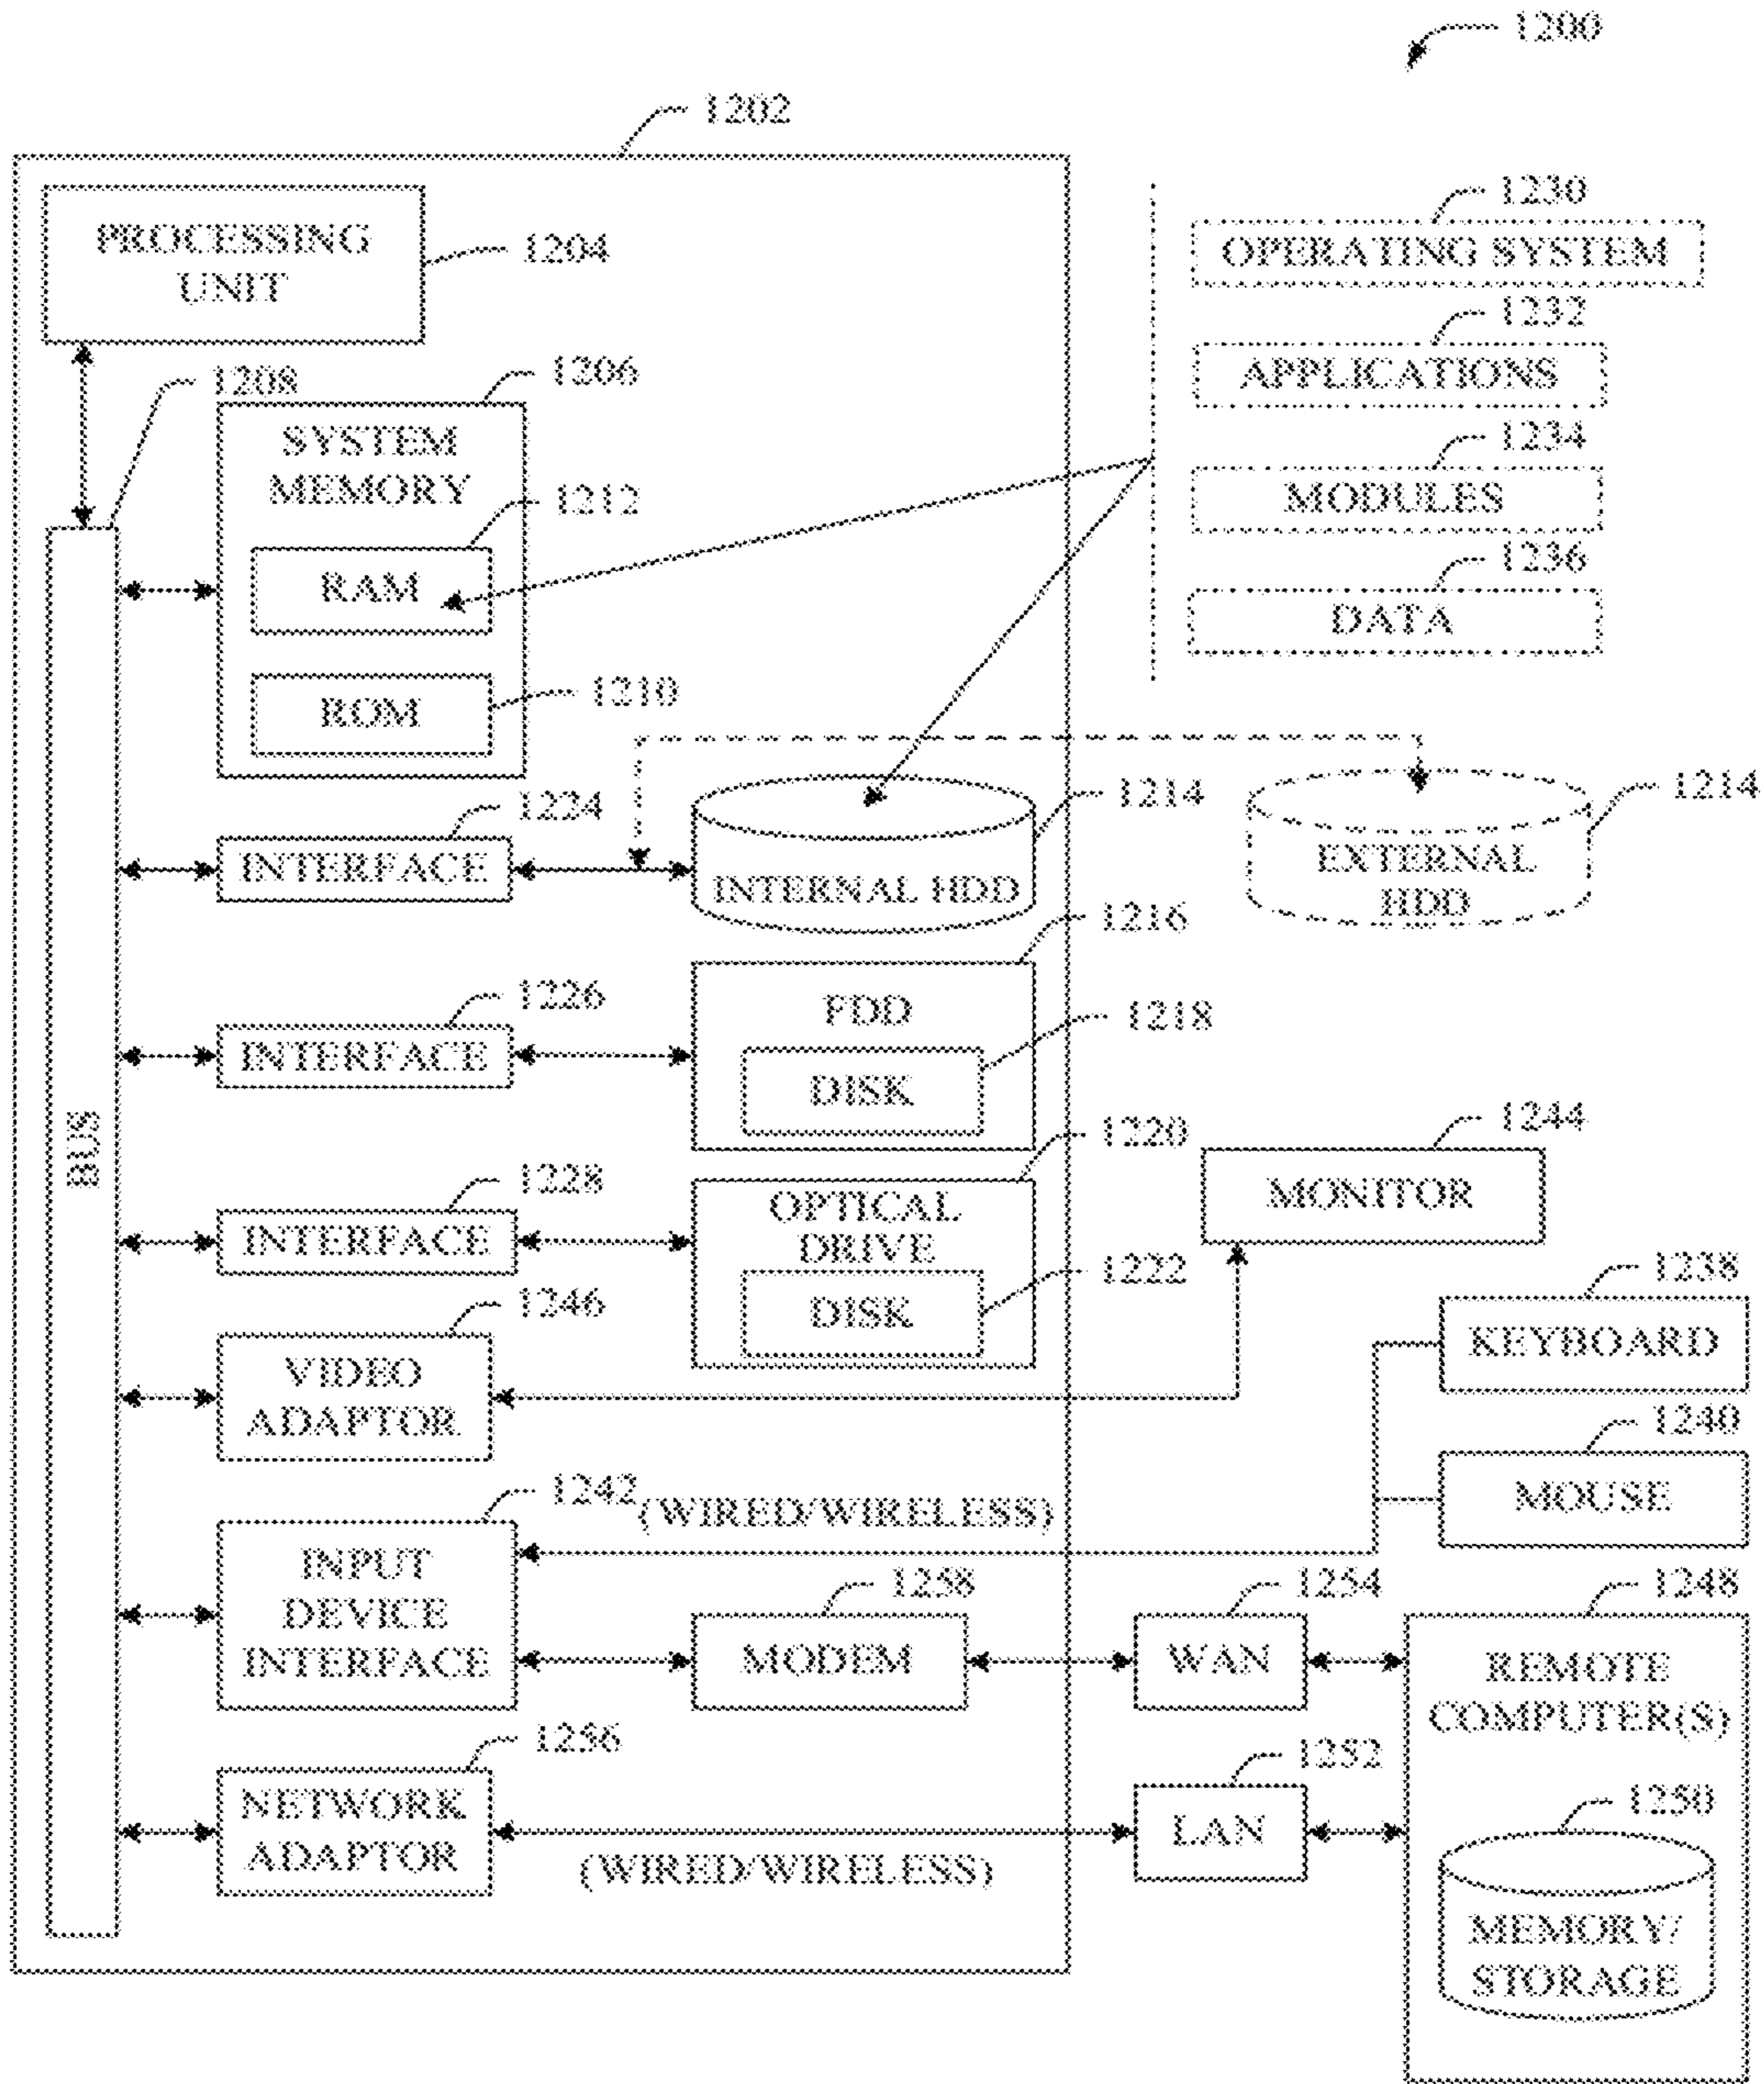 1200
1202
PROCESSING
UNIT
1204
1230
OPERATING SYSTEM
1232
APPLICATIONS
1234
MODULES
1236
DATA
1208
BUS
1206
SYSTEM
MEMORY
1212
RAM
1210
ROM
1224
INTERFACE
1214
INTERNAL HDD
1214
EXTERNAL
HDD
1226
INTERFACE
1216
FDD
1218
DISK
1228
INTERFACE
1220
OPTICAL
DRIVE
1222
DISK
1244
MONITOR
1246
VIDEO
ADAPTOR
1238
KEYBOARD
1240
MOUSE
1242
(WIRED/WIRELESS)
INPUT
DEVICE
INTERFACE
1258
MODEM
1254
WAN
1248
REMOTE
COMPUTER(S)
1256
NETWORK
ADAPTOR
(WIRED/WIRELESS)
1252
LAN
1250
MEMORY/
STORAGE